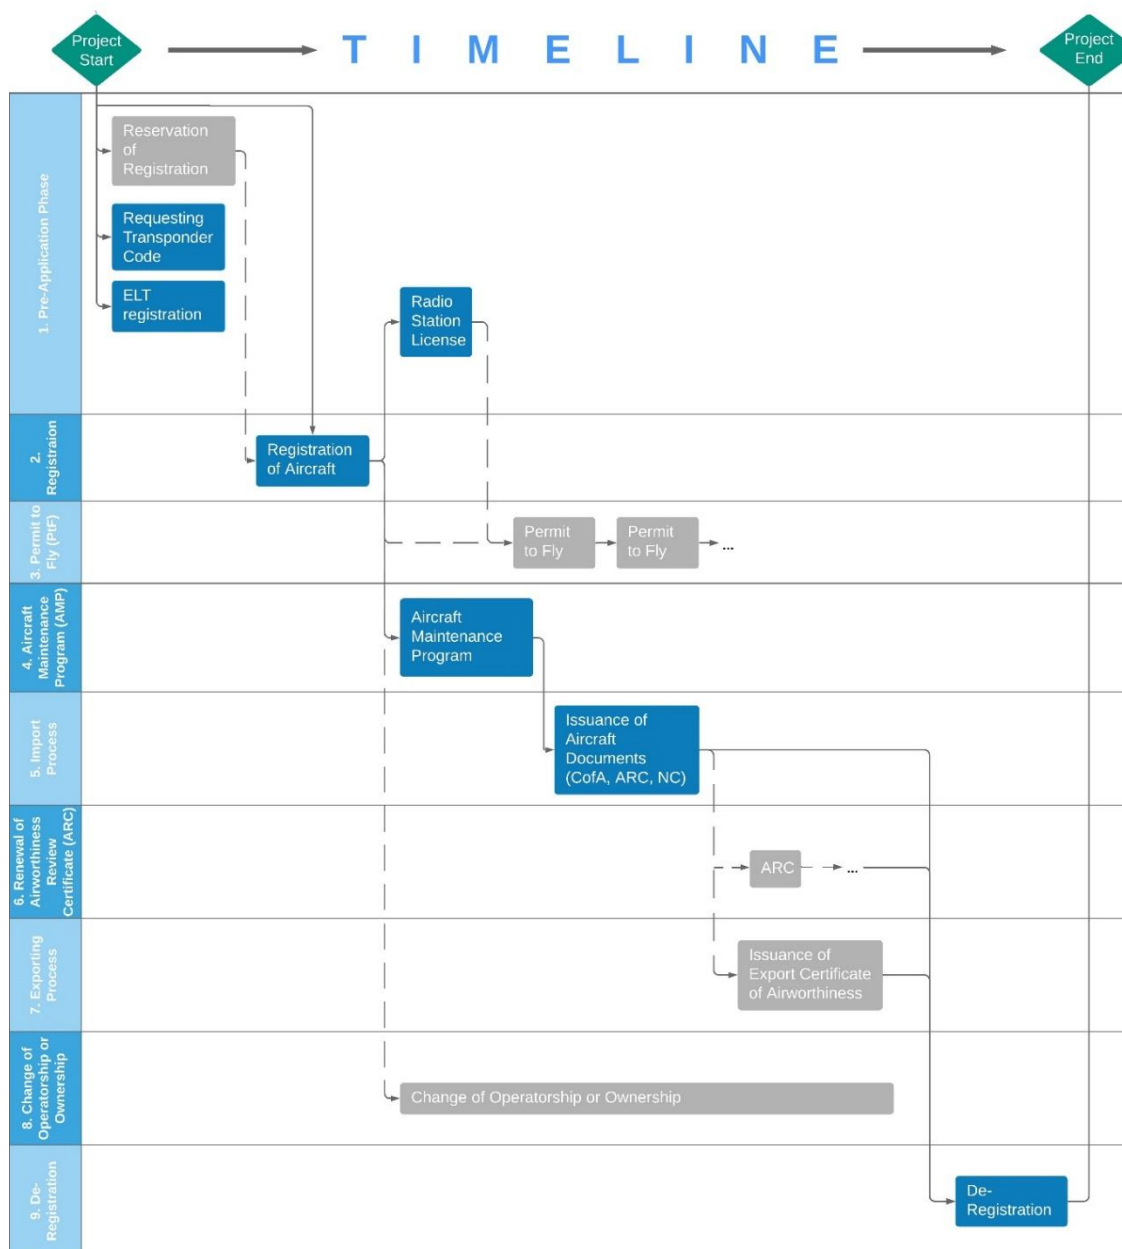 Project
Start
T I M E L I N E
Project
End
1. Pre-Application Phase
Reservation
of
Registration
Requesting
Transponder
Code
ELT
registration
Radio
Station
License
2.
Registraion
Registration
of Aircraft
3. Permit to
Fly (PtF)
Permit
to Fly
Permit
to Fly
...
4. Aircraft
Maintenance
Program (AMP)
Aircraft
Maintenance
Program
5. Import
Process
Issuance of
Aircraft
Documents
(CofA, ARC, NC)
6. Renewal of
Airworthiness
Review
Certificate (ARC)
ARC
...
7. Exporting
Process
Issuance of
Export Certificate
of Airworthiness
8. Change of
Operatorship or
Ownership
Change of Operatorship or Ownership
9. De-
Registration
De-
Registration